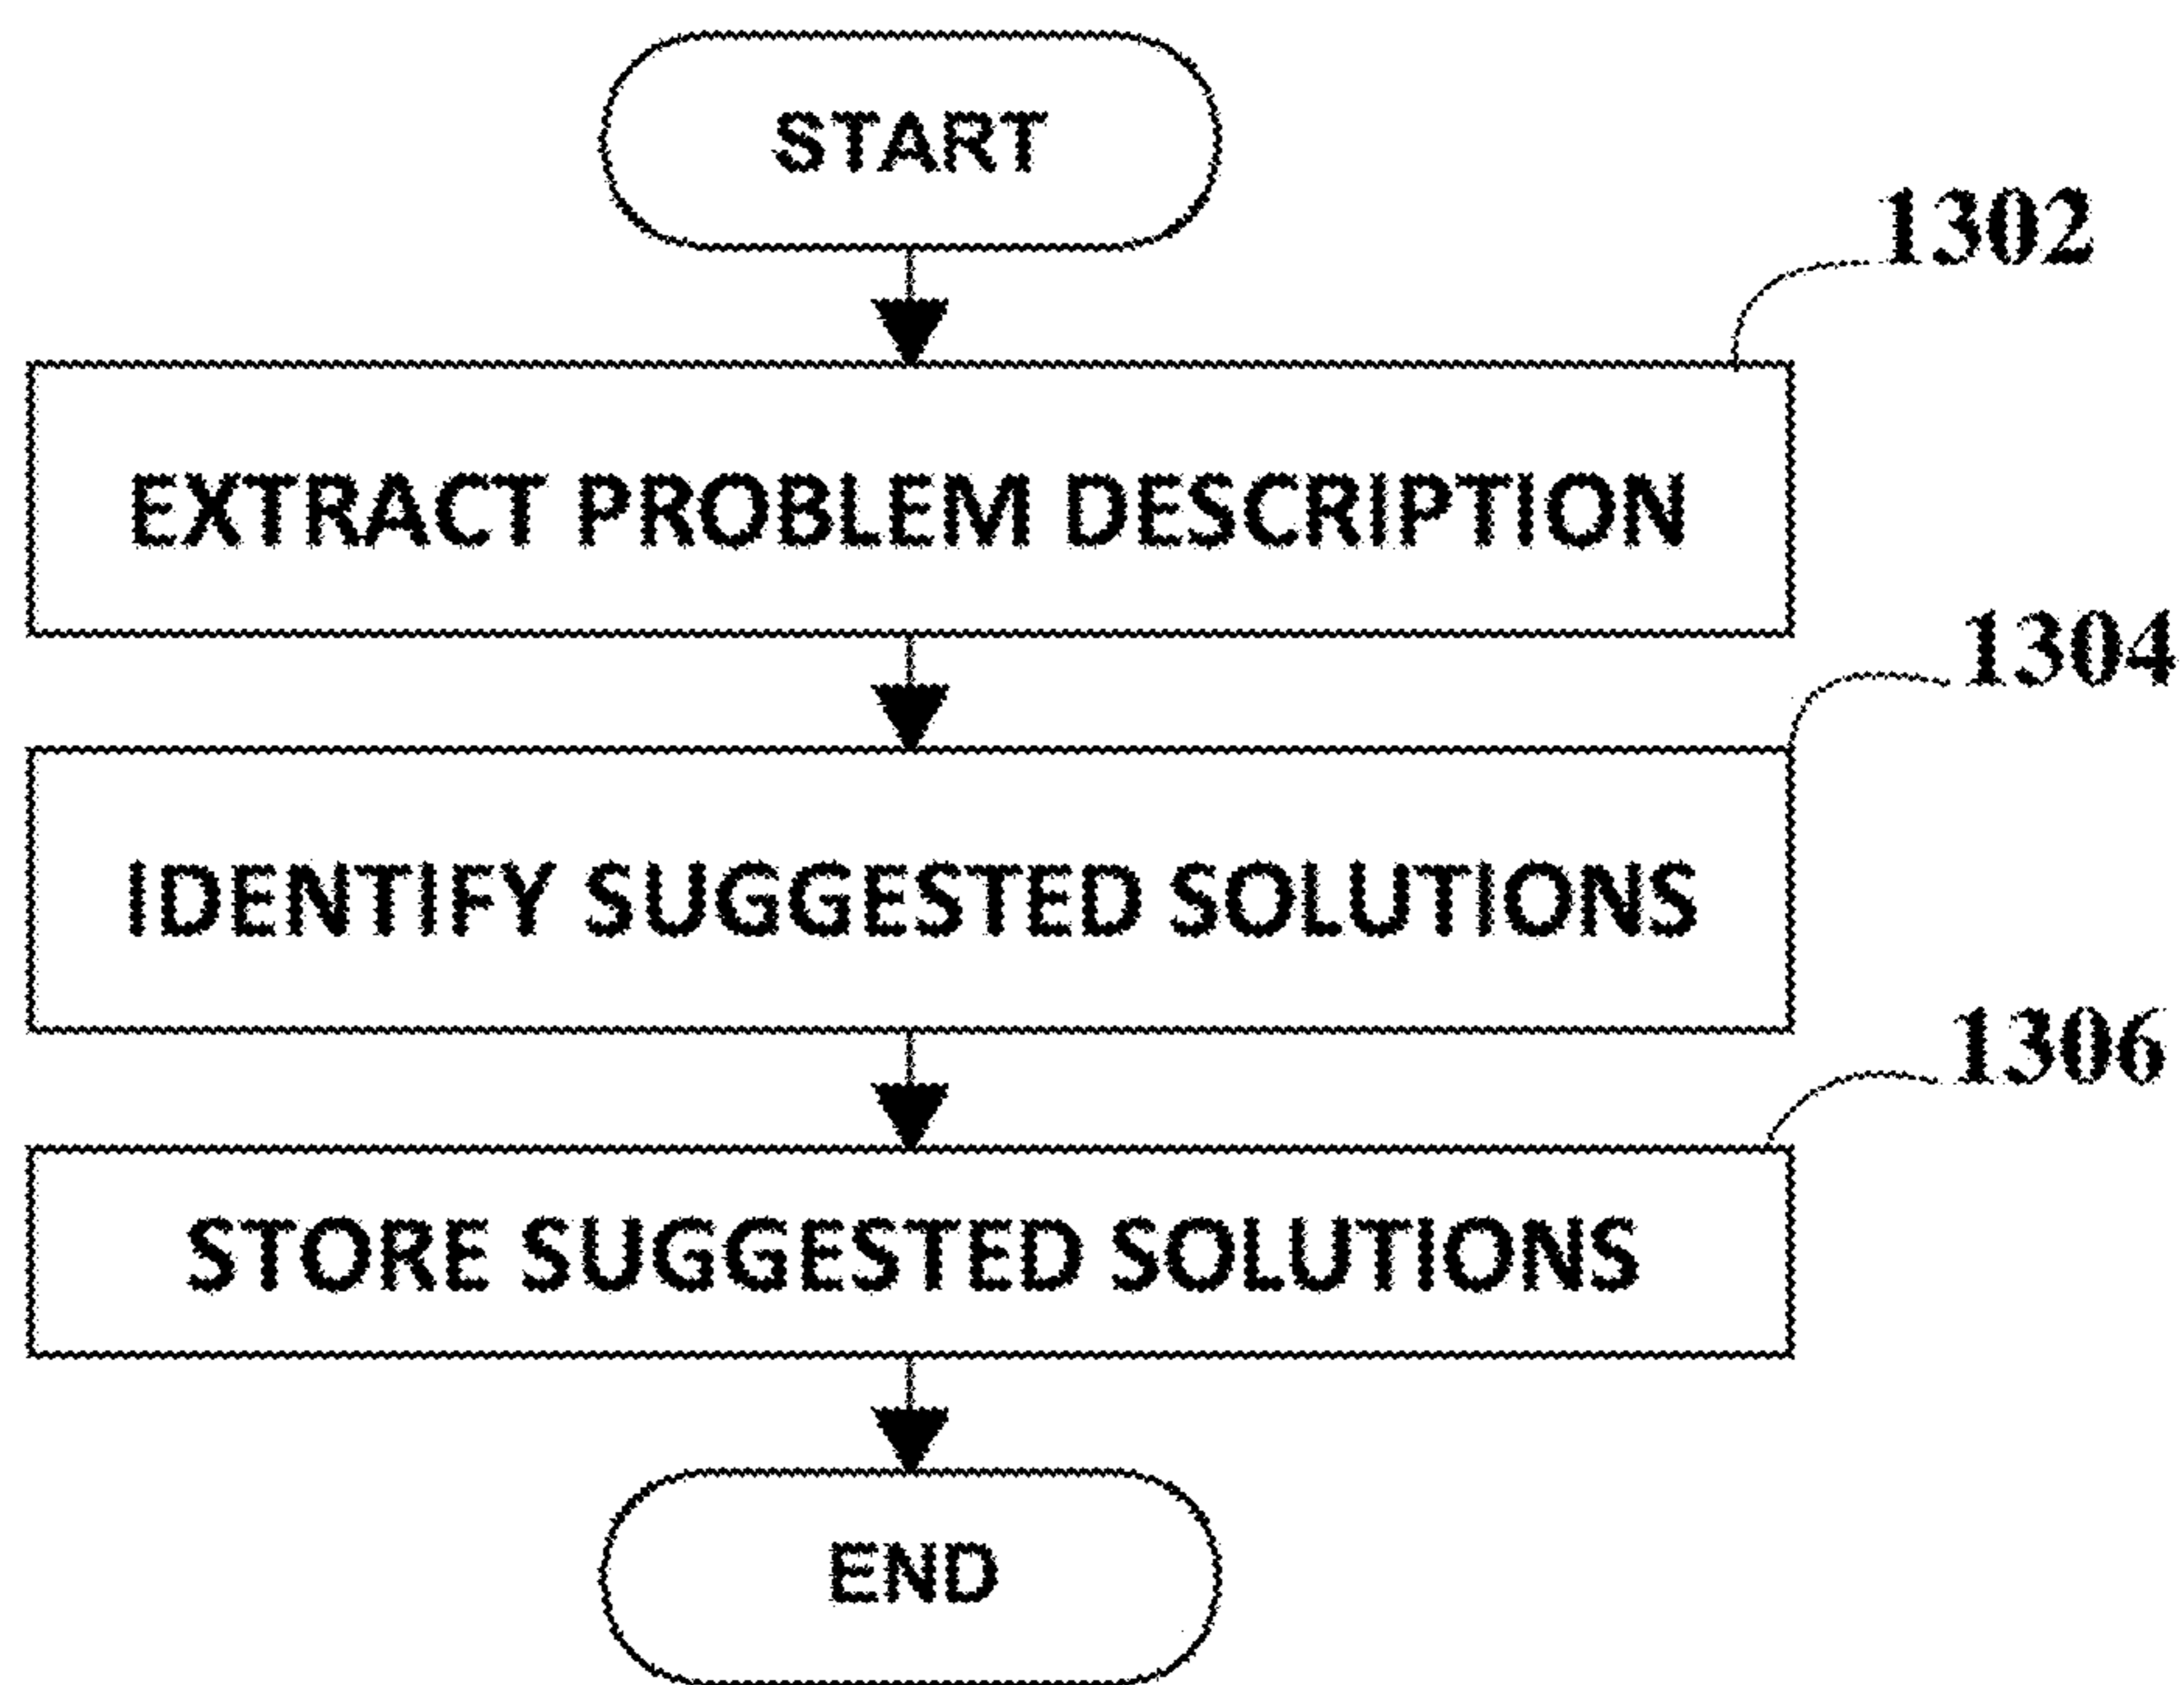 START
1302
EXTRACT PROBLEM DESCRIPTION
1304
IDENTIFY SUGGESTED SOLUTIONS
1306
STORE SUGGESTED SOLUTIONS
END